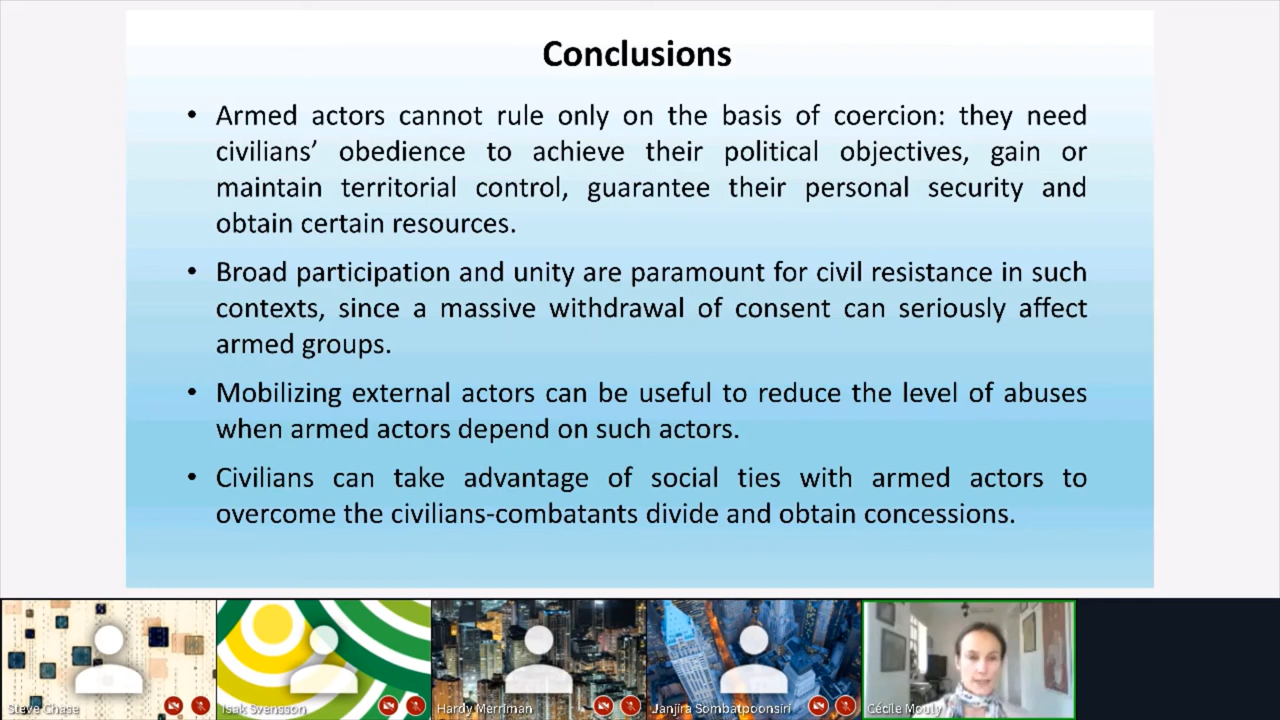 Conclusions
• Armed actors cannot rule only on the basis of coercion: they need
civilians’ obedience to achieve their political objectives, gain or
maintain territorial control, guarantee their personal security and
obtain certain resources.
• Broad participation and unity are paramount for civil resistance in such
contexts, since a massive withdrawal of consent can seriously affect
armed groups.
• Mobilizing external actors can be useful to reduce the level of abuses
when armed actors depend on such actors.
• Civilians can take advantage of social ties with armed actors to
overcome the civilians-combatants divide and obtain concessions.
Steve Chase
Isak Svensson
Hardy Merriman
Janjira Sombatpoonsiri
Cécile Mouly